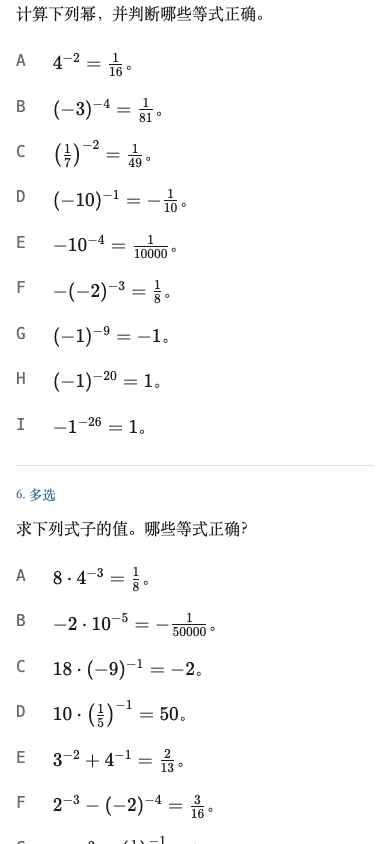 计算下列幂，并判断哪些等式正确。
A 4⁻² = 1/16。
B (−3)⁻⁴ = 1/81。
C (1/7)⁻² = 1/49。
D (−10)⁻¹ = −1/10。
E −10⁻⁴ = 1/10000。
F −(−2)⁻³ = 1/8。
G (−1)⁻⁹ = −1。
H (−1)⁻²⁰ = 1。
I −1⁻²⁶ = 1。
6. 多选
求下列式子的值。哪些等式正确?
A 8 · 4⁻³ = 1/8。
B −2 · 10⁻⁵ = −1/50000。
C 18 · (−9)⁻¹ = −2。
D 10 · (1/5)⁻¹ = 50。
E 3⁻² + 4⁻¹ = 2/13。
F 2⁻³ − (−2)⁻⁴ = 3/16。